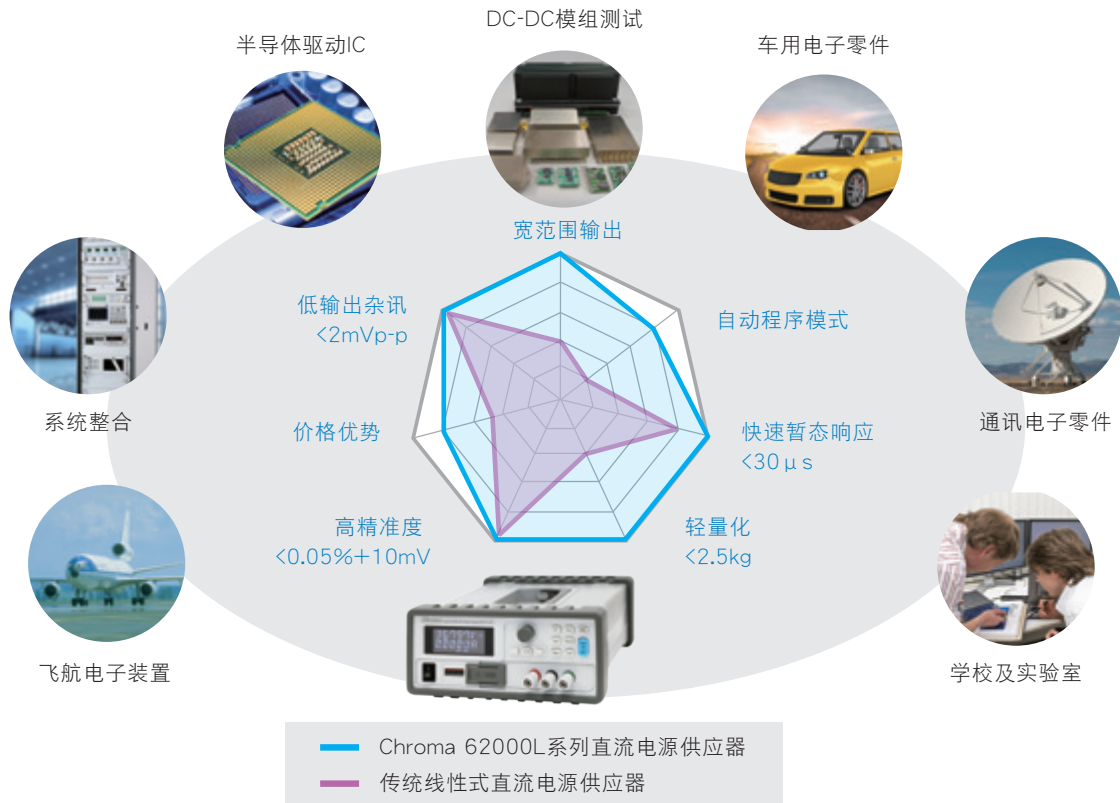 DC-DC模组测试
半导体驱动IC
车用电子零件
宽范围输出
低输出杂讯
<2mVp-p
自动程序模式
系统整合
价格优势
快速暂态响应
<30μs
通讯电子零件
高精准度
<0.05%+10mV
轻量化
<2.5kg
飞航电子装置
学校及实验室
Chroma 62000L系列直流电源供应器
传统线性式直流电源供应器